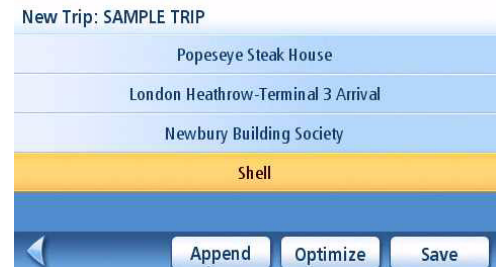 New Trip: SAMPLE TRIP
Popeseye Steak House
London Heathrow-Terminal 3 Arrival
Newbury Building Society
Shell
Append Optimize Save